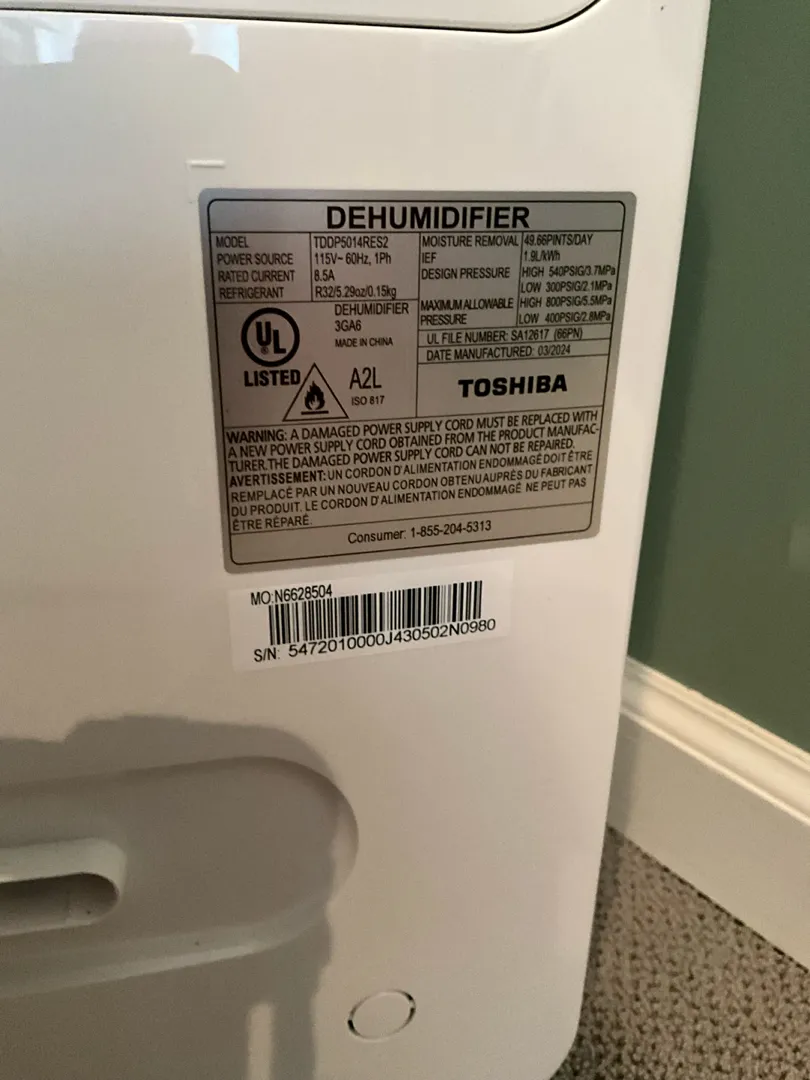 DEHUMIDIFIER
MODEL TDDP5014RES2
POWER SOURCE 115V~ 60Hz, 1Ph
RATED CURRENT 8.5A
REFRIGERANT R32/5.29oz/0.15kg
MOISTURE REMOVAL 49.66PINTS/DAY
IEF 1.9L/kWh
DESIGN PRESSURE HIGH 540PSIG/3.7MPa
LOW 300PSIG/2.1MPa
MAXIMUM ALLOWABLE HIGH 800PSIG/5.5MPa
PRESSURE LOW 400PSIG/2.8MPa
UL FILE NUMBER: SA12617 (66PN)
DATE MANUFACTURED: 03/2024
UL
LISTED
DEHUMIDIFIER
3GA6
MADE IN CHINA
A2L
ISO 817
TOSHIBA
WARNING: A DAMAGED POWER SUPPLY CORD MUST BE REPLACED WITH
A NEW POWER SUPPLY CORD OBTAINED FROM THE PRODUCT MANUFAC-
TURER.THE DAMAGED POWER SUPPLY CORD CAN NOT BE REPAIRED.
AVERTISSEMENT: UN CORDON D'ALIMENTATION ENDOMMAGÉ DOIT ÊTRE
REMPLACÉ PAR UN NOUVEAU CORDON OBTENU AUPRÈS DU FABRICANT
DU PRODUIT. LE CORDON D'ALIMENTATION ENDOMMAGÉ NE PEUT PAS
ÊTRE RÉPARÉ.
Consumer: 1-855-204-5313
MO:N6628504
S/N: 5472010000J430502N0980